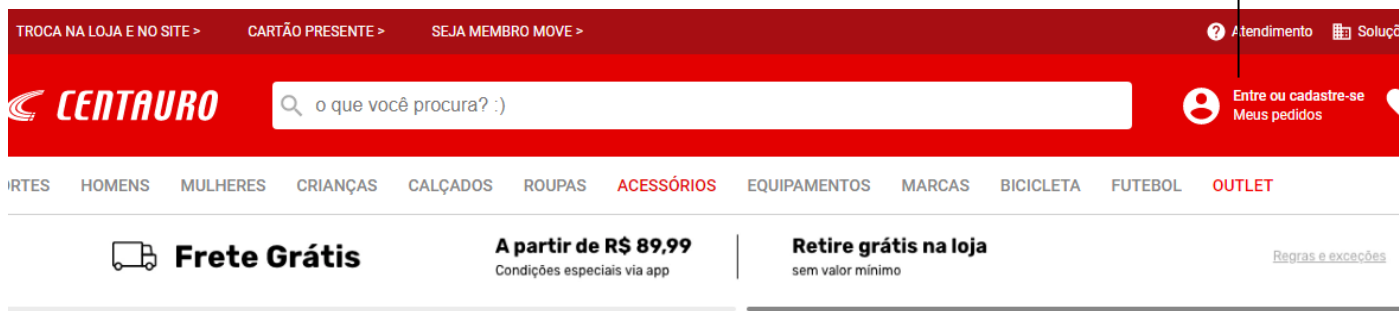 TROCA NA LOJA E NO SITE > CARTÃO PRESENTE > SEJA MEMBRO MOVE > Atendimento
CENTAURO o que você procura? :) Entre ou cadastre-se
Meus pedidos
HOMENS MULHERES CRIANÇAS CALÇADOS ROUPAS ACESSÓRIOS EQUIPAMENTOS MARCAS BICICLETA FUTEBOL OUTLET
Frete Grátis A partir de R$ 89,99 Retire grátis na loja
Condições especiais via app sem valor mínimo Regras e exceções